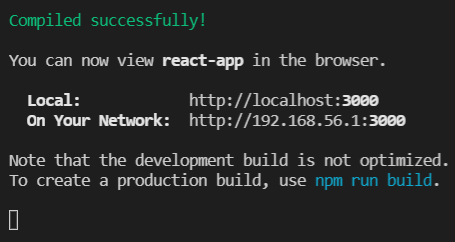 Compiled successfully!
You can now view react-app in the browser.
Local: http://localhost:3000
On Your Network: http://192.168.56.1:3000
Note that the development build is not optimized.
To create a production build, use npm run build.